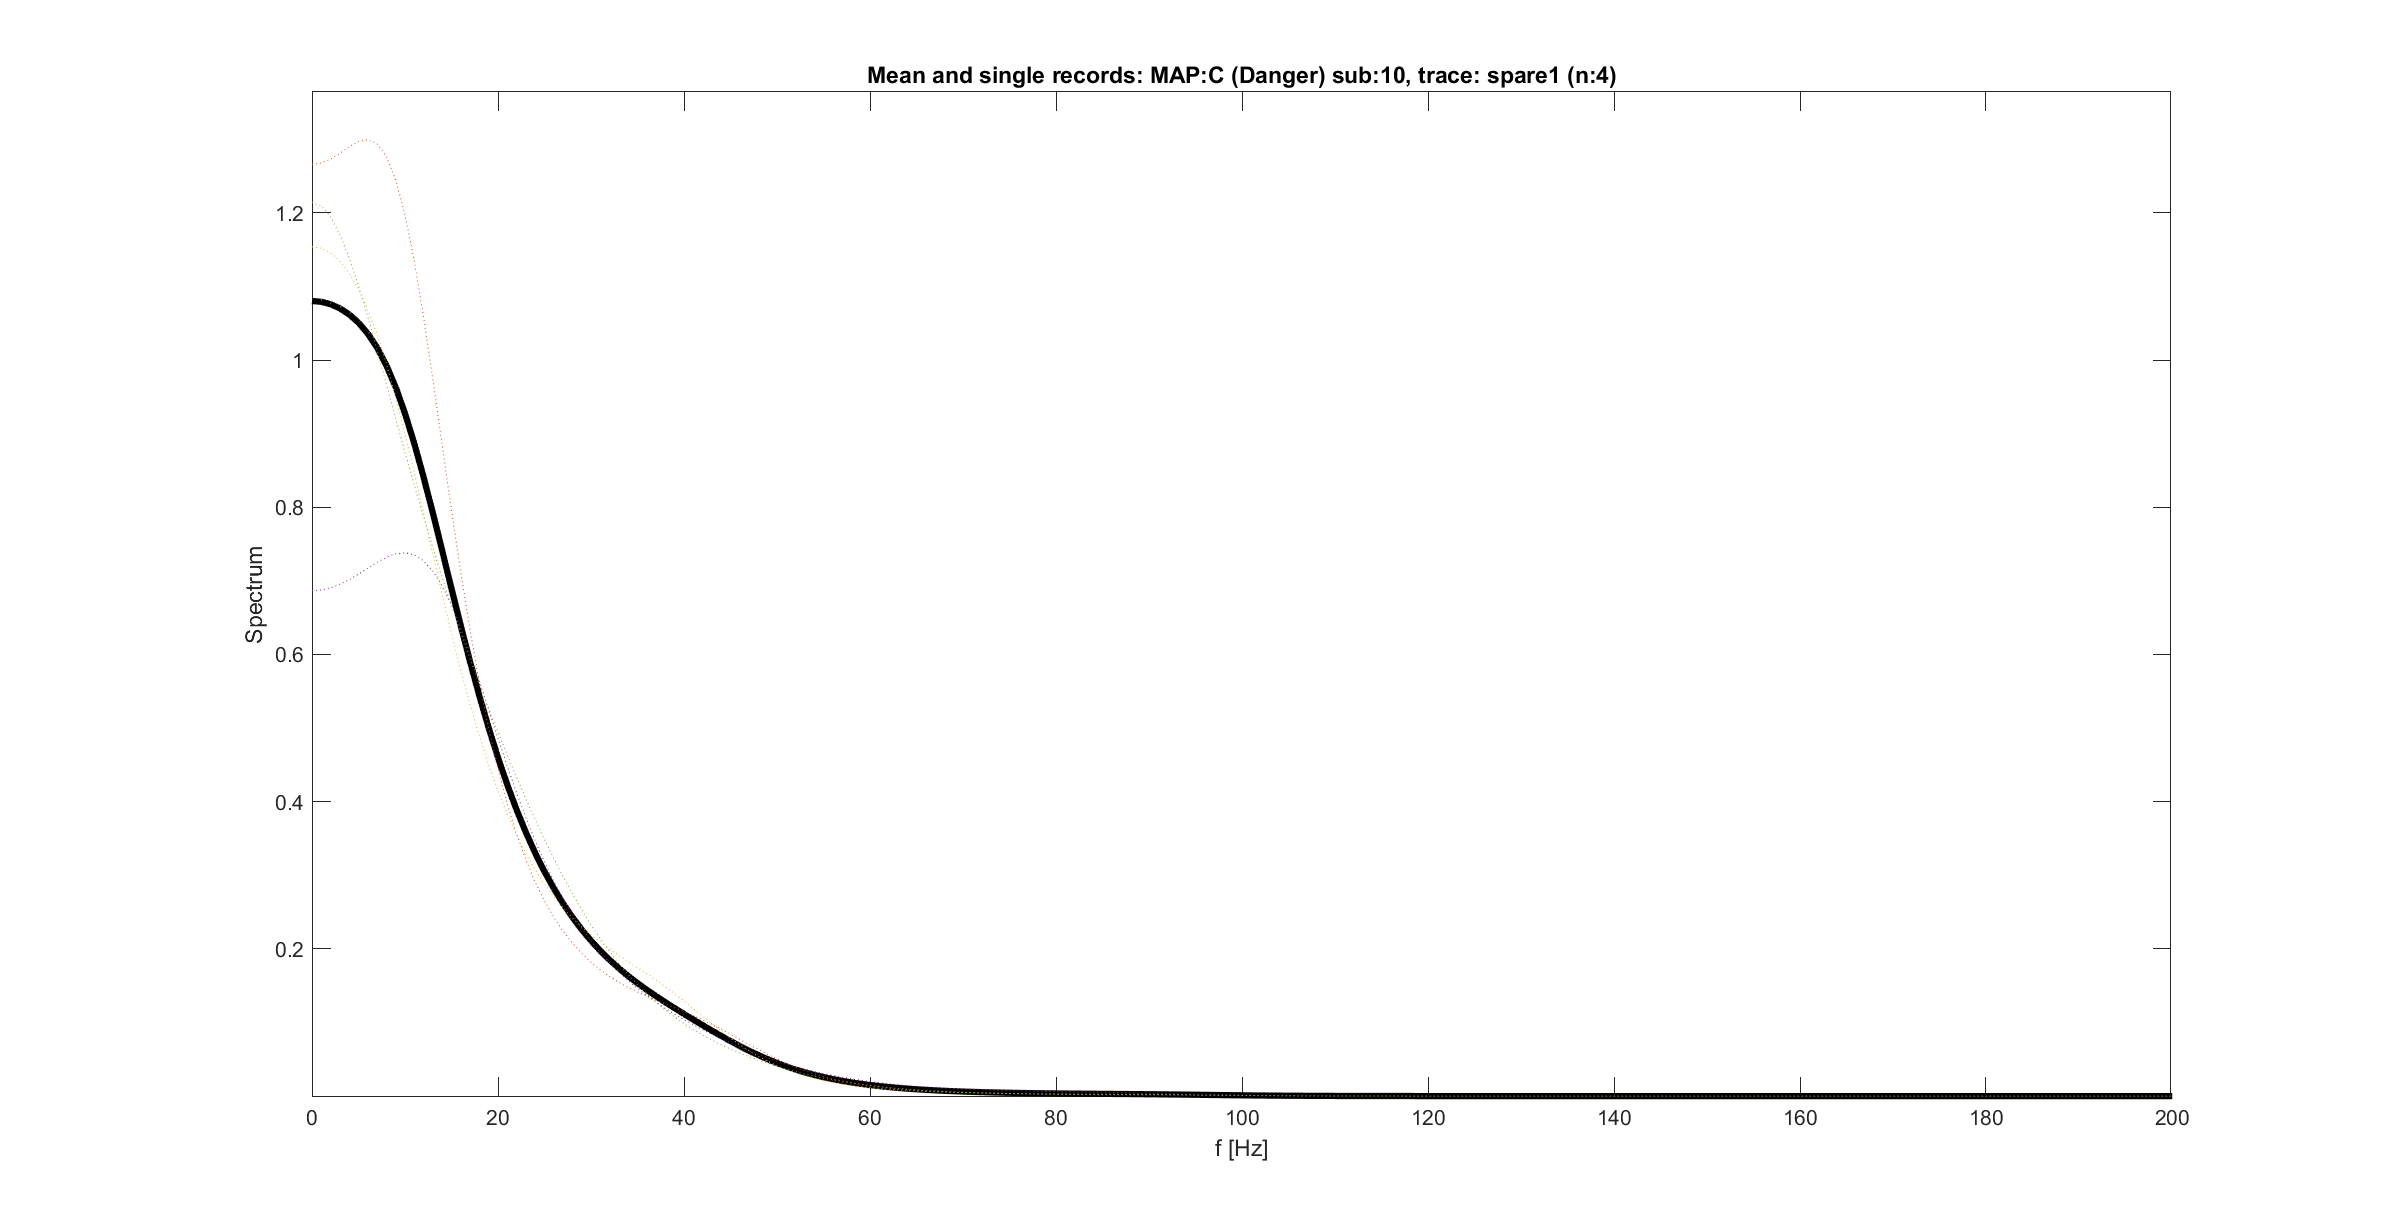 Mean and single records: MAP:C (Danger) sub:10, trace: spare1 (n:4)
1.2
1
0.8
0.6
0.4
0.2
Spectrum
0 20 40 60 80 100 120 140 160 180 200
f [Hz]